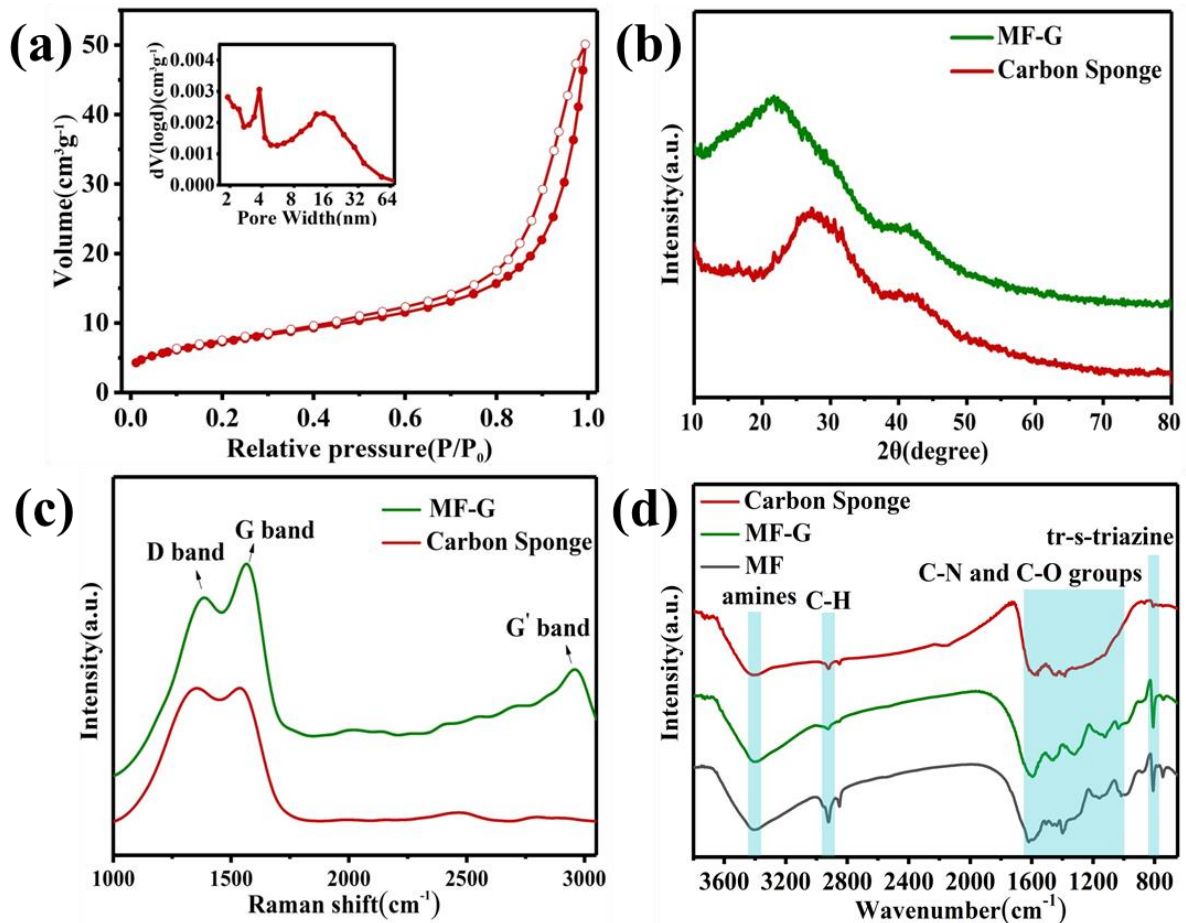 (a)
50
40
30
20
10
0
Volume(cm³g⁻¹)
0.0 0.2 0.4 0.6 0.8 1.0
Relative pressure(P/P₀)
0.004
0.003
0.002
0.001
0.000
dV(logd)(cm³g⁻¹)
2 4 8 16 32 64
Pore Width(nm)
(b)
MF-G
Carbon Sponge
Intensity(a.u.)
10 20 30 40 50 60 70 80
2θ(degree)
(c)
MF-G
Carbon Sponge
D band
G band
G' band
Intensity(a.u.)
1000 1500 2000 2500 3000
Raman shift(cm⁻¹)
(d)
Carbon Sponge
MF-G
MF
amines
C-H
C-N and C-O groups
tr-s-triazine
Intensity(a.u.)
3600 2800 2000 1600 1200 800
Wavenumber(cm⁻¹)